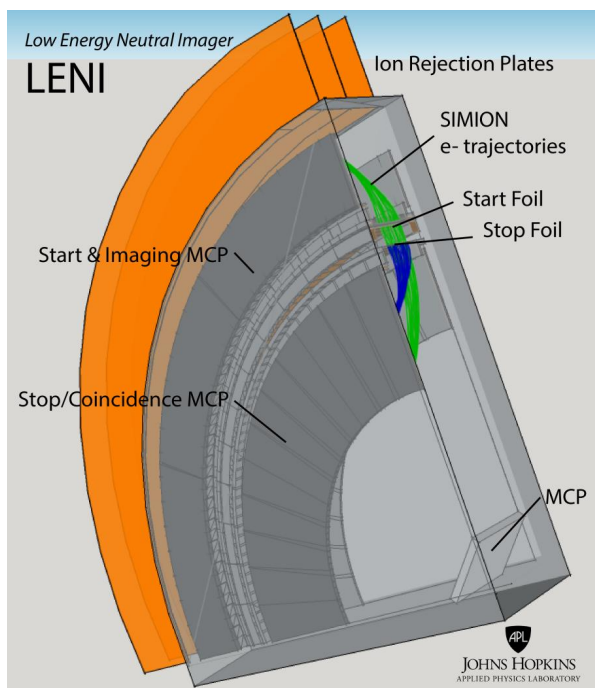 Low Energy Neutral Imager
LENI
Ion Rejection Plates
SIMION
e- trajectories
Start Foil
Stop Foil
Start & Imaging MCP
Stop/Coincidence MCP
MCP
APL
JOHNS HOPKINS
APPLIED PHYSICS LABORATORY